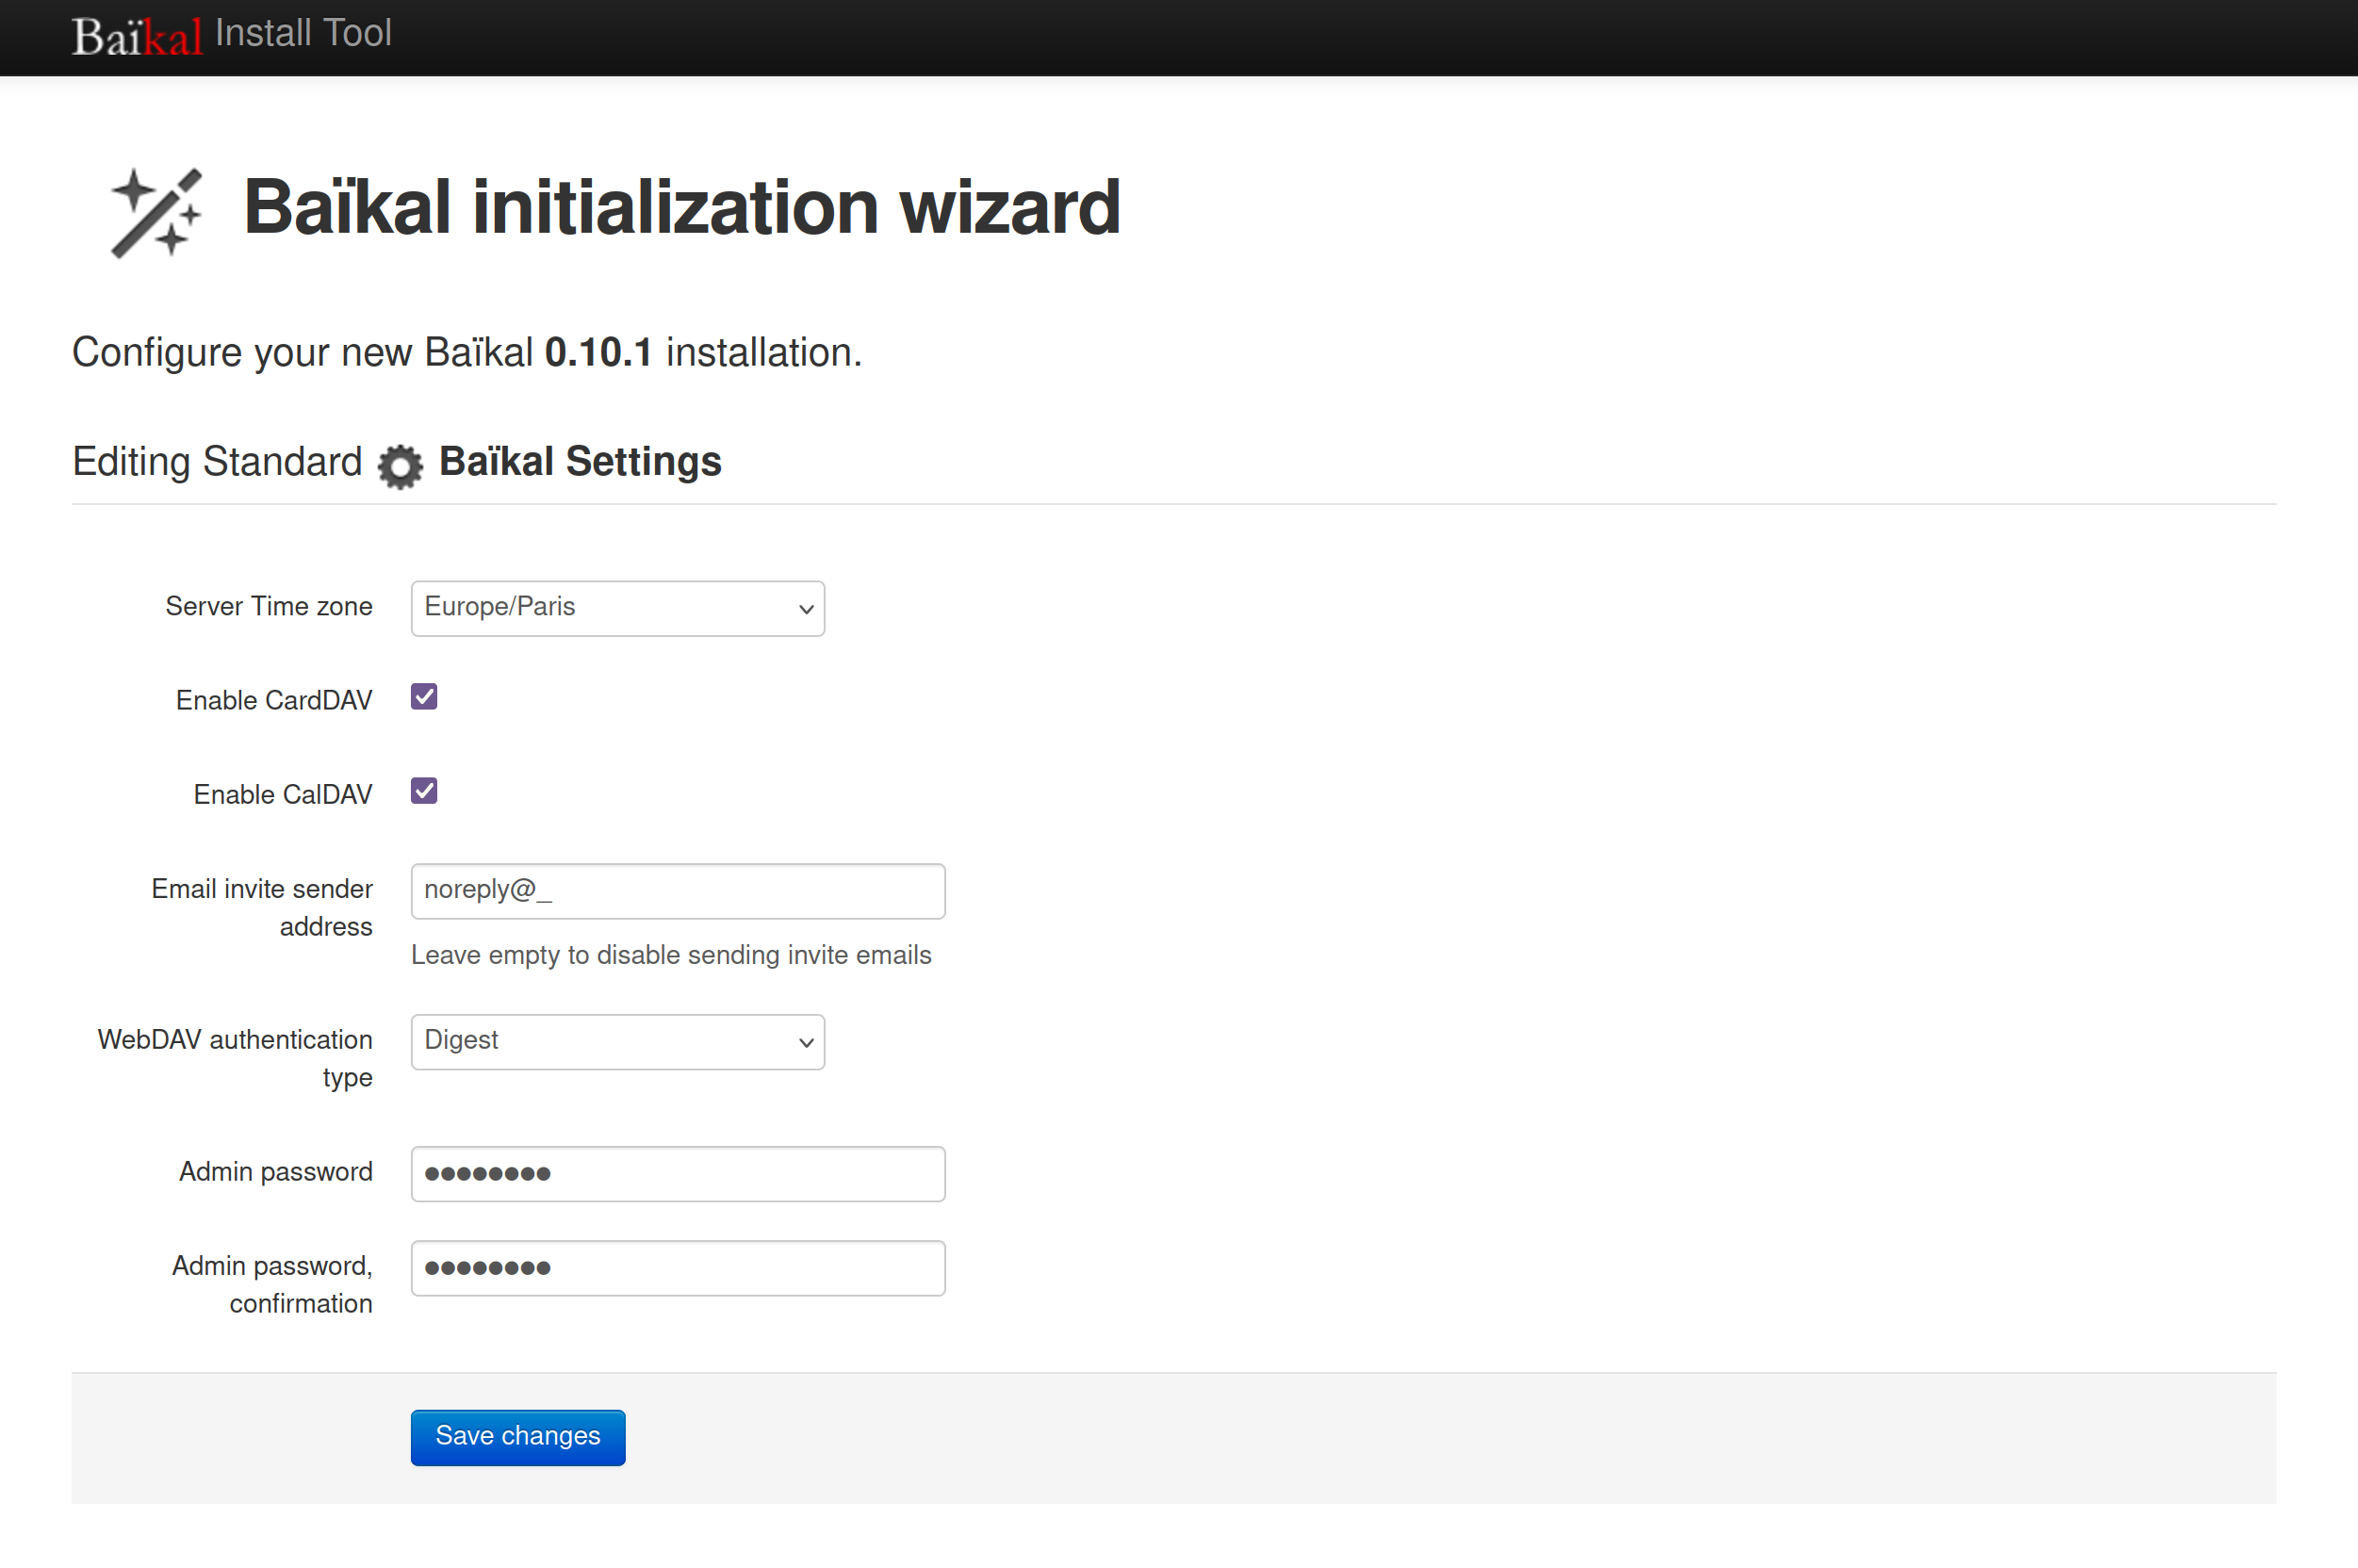 Baïkal Install Tool
Baïkal initialization wizard
Configure your new Baïkal 0.10.1 installation.
Editing Standard Baïkal Settings
Server Time zone Europe/Paris
Enable CardDAV
Enable CalDAV
Email invite sender address noreply@_
Leave empty to disable sending invite emails
WebDAV authentication type Digest
Admin password ●●●●●●●●
Admin password, confirmation ●●●●●●●●
Save changes